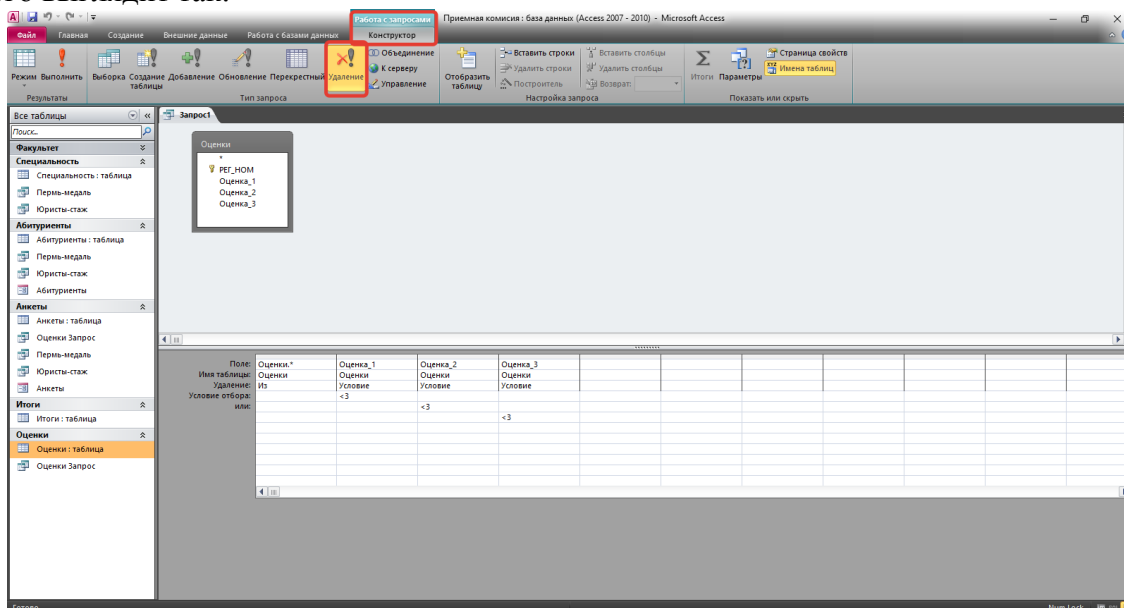 Работа с запросами Приемная комисия : база данных (Access 2007 - 2010) - Microsoft Access
Файл Главная Создание Внешние данные Работа с базами данных Конструктор
Режим Выполнить Выборка Создание таблицы Добавление Обновление Перекрестный Удаление
Объединение
К серверу
Управление
Отобразить таблицу
Вставить строки
Удалить строки
Построитель
Вставить столбцы
Удалить столбцы
Возврат:
Итоги Параметры
Страница свойств
Имена таблиц
Результаты Тип запроса Настройка запроса Показать или скрыть
Все таблицы
Поиск...
Факультет
Специальность
Специальность : таблица
Пермь-медаль
Юристы-стаж
Абитуриенты
Абитуриенты : таблица
Пермь-медаль
Юристы-стаж
Абитуриенты
Анкеты
Анкеты : таблица
Оценки Запрос
Пермь-медаль
Юристы-стаж
Анкеты
Итоги
Итоги : таблица
Оценки
Оценки : таблица
Оценки Запрос
Запрос1
Оценки
*
РЕГ_НОМ
Оценка_1
Оценка_2
Оценка_3
Поле: Оценки.* Оценка_1 Оценка_2 Оценка_3
Имя таблицы: Оценки Оценки Оценки Оценки
Удаление: Из Условие Условие Условие
Условие отбора: <3
или: <3
<3
Готово Num Lock